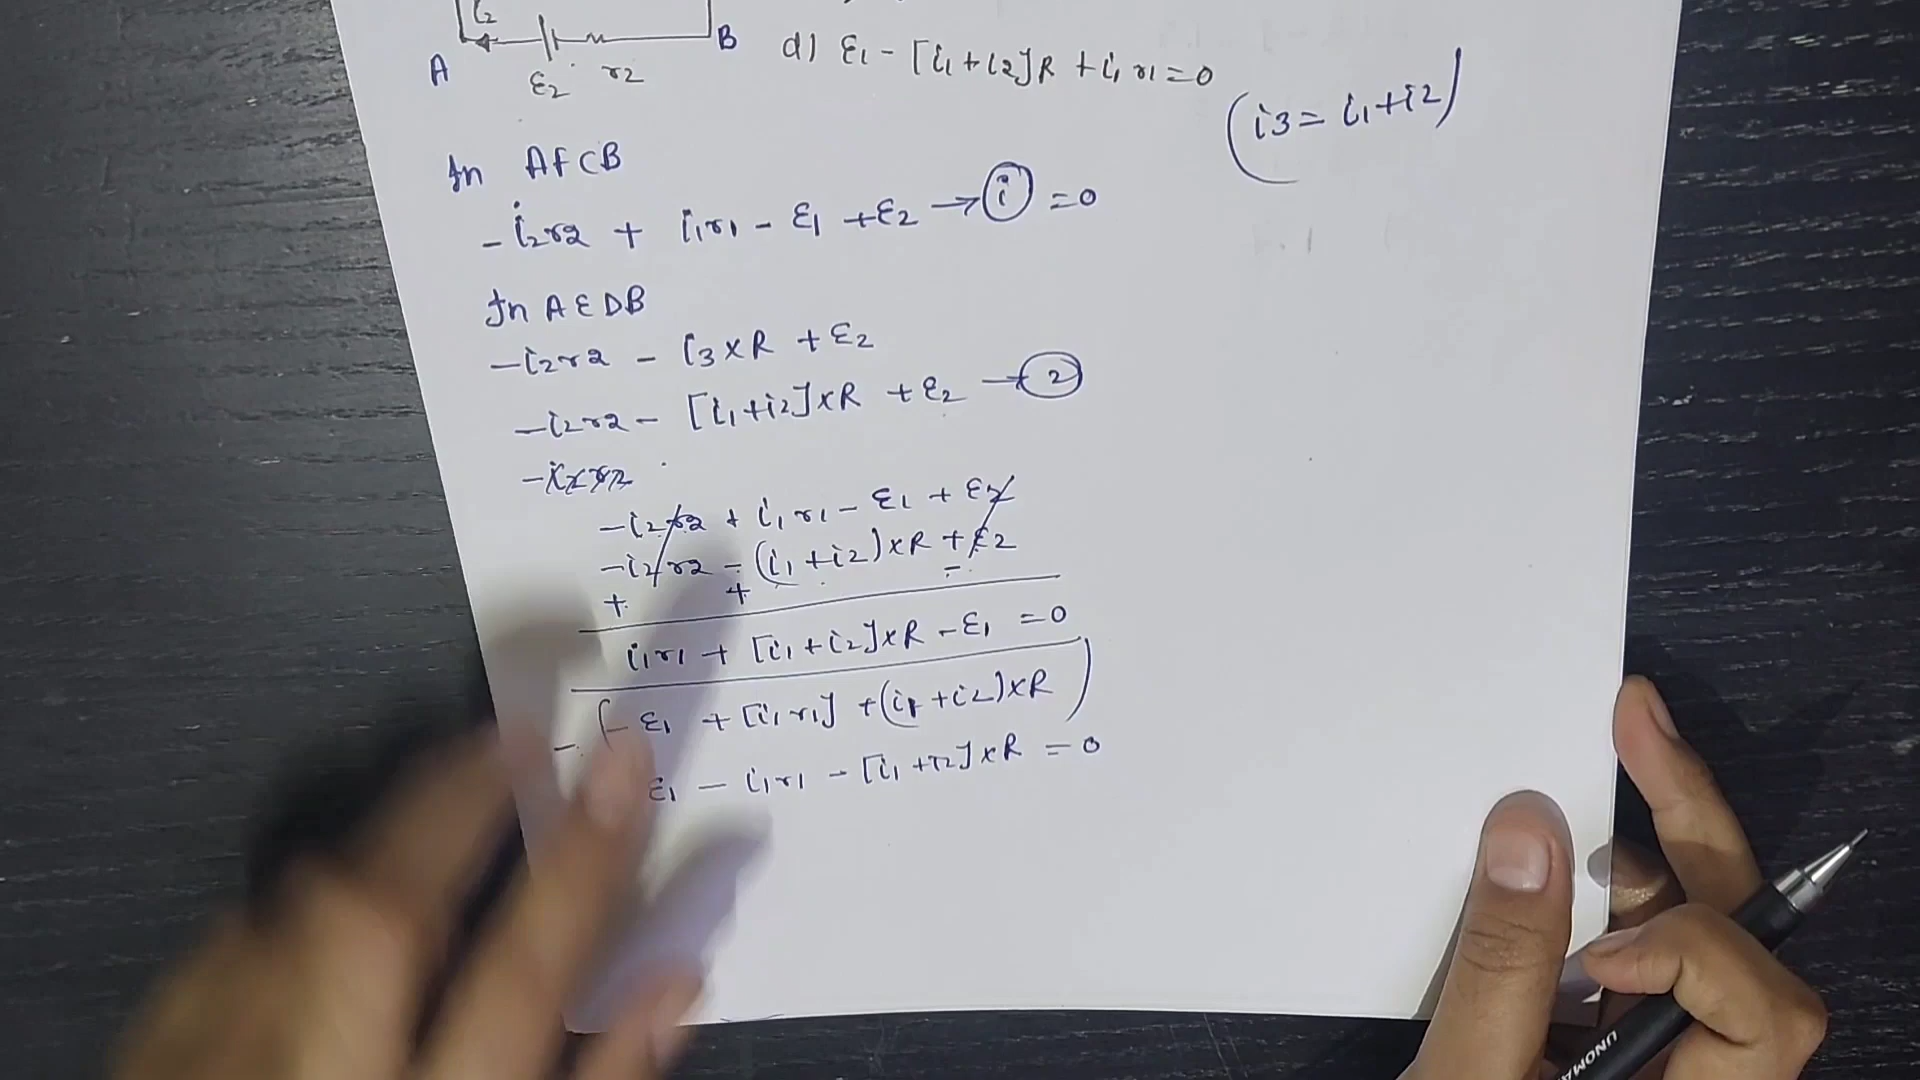 i2
A B
ε2 r2
d) ε1 - [i1+i2]R + i1 r1 = 0
(i3 = i1+i2)
In AFCB
- i2r2 + i1r1 - ε1 + ε2 → (i) = 0
In AEDB
- i2r2 - i3×R + ε2
- i2r2 - [i1+i2]×R + ε2 → (2)
- i2r2 + i1r1 - ε1 + ε2
- i2r2 - (i1+i2)×R + ε2
+ + -
i1r1 + [i1+i2]×R - ε1 = 0
- (- ε1 + [i1r1] + (i1+i2)×R)
ε1 - i1r1 - [i1+i2]×R = 0